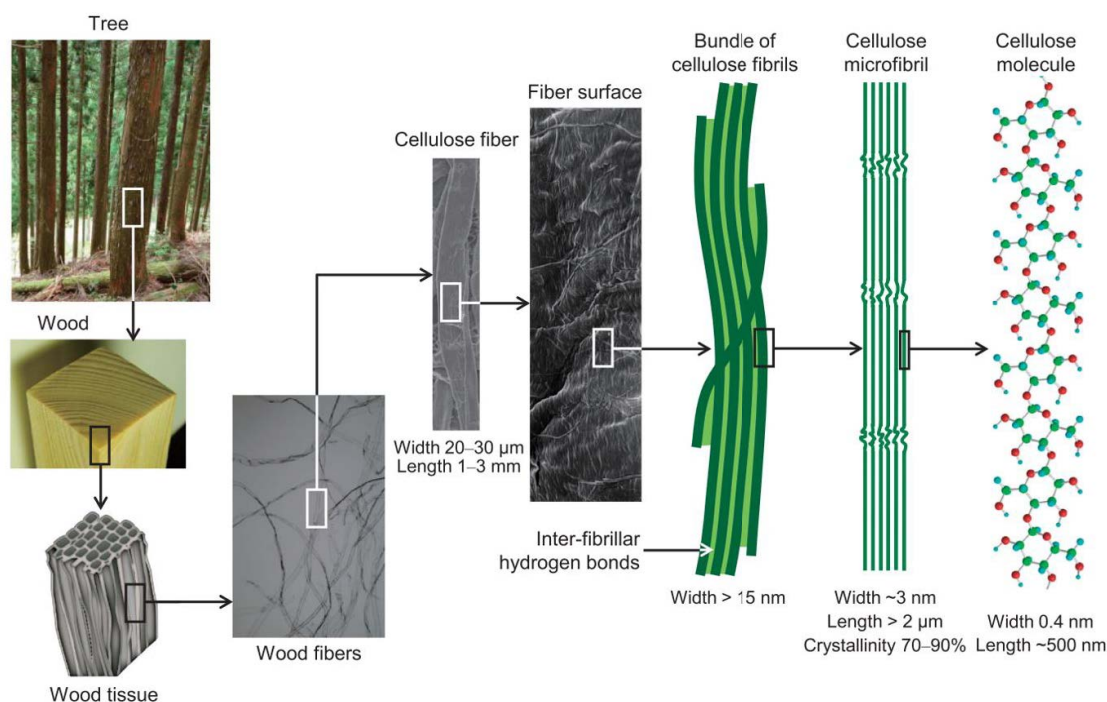 Tree
Wood
Wood tissue
Wood fibers
Cellulose fiber
Width 20–30 µm
Length 1–3 mm
Fiber surface
Bundle of
cellulose fibrils
Inter-fibrillar
hydrogen bonds
Width > 15 nm
Cellulose
microfibril
Width ~3 nm
Length > 2 µm
Crystallinity 70–90%
Cellulose
molecule
Width 0.4 nm
Length ~500 nm